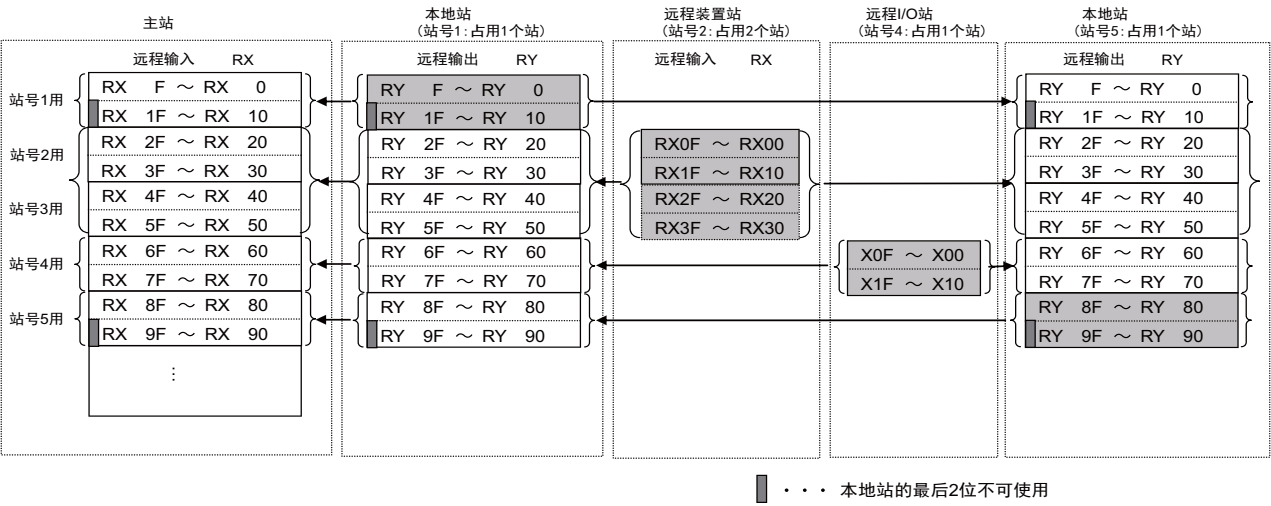 主站
远程输入 RX
站号1用
RX F ～ RX 0
RX 1F ～ RX 10
站号2用
RX 2F ～ RX 20
RX 3F ～ RX 30
站号3用
RX 4F ～ RX 40
RX 5F ～ RX 50
站号4用
RX 6F ～ RX 60
RX 7F ～ RX 70
站号5用
RX 8F ～ RX 80
RX 9F ～ RX 90
⋮
本地站
（站号1：占用1个站）
远程输出 RY
RY F ～ RY 0
RY 1F ～ RY 10
RY 2F ～ RY 20
RY 3F ～ RY 30
RY 4F ～ RY 40
RY 5F ～ RY 50
RY 6F ～ RY 60
RY 7F ～ RY 70
RY 8F ～ RY 80
RY 9F ～ RY 90
远程装置站
（站号2：占用2个站）
远程输入 RX
RX0F ～ RX00
RX1F ～ RX10
RX2F ～ RX20
RX3F ～ RX30
远程I/O站
（站号4：占用1个站）
X0F ～ X00
X1F ～ X10
本地站
（站号5：占用1个站）
远程输出 RY
RY F ～ RY 0
RY 1F ～ RY 10
RY 2F ～ RY 20
RY 3F ～ RY 30
RY 4F ～ RY 40
RY 5F ～ RY 50
RY 6F ～ RY 60
RY 7F ～ RY 70
RY 8F ～ RY 80
RY 9F ～ RY 90
・・・ 本地站的最后2位不可使用